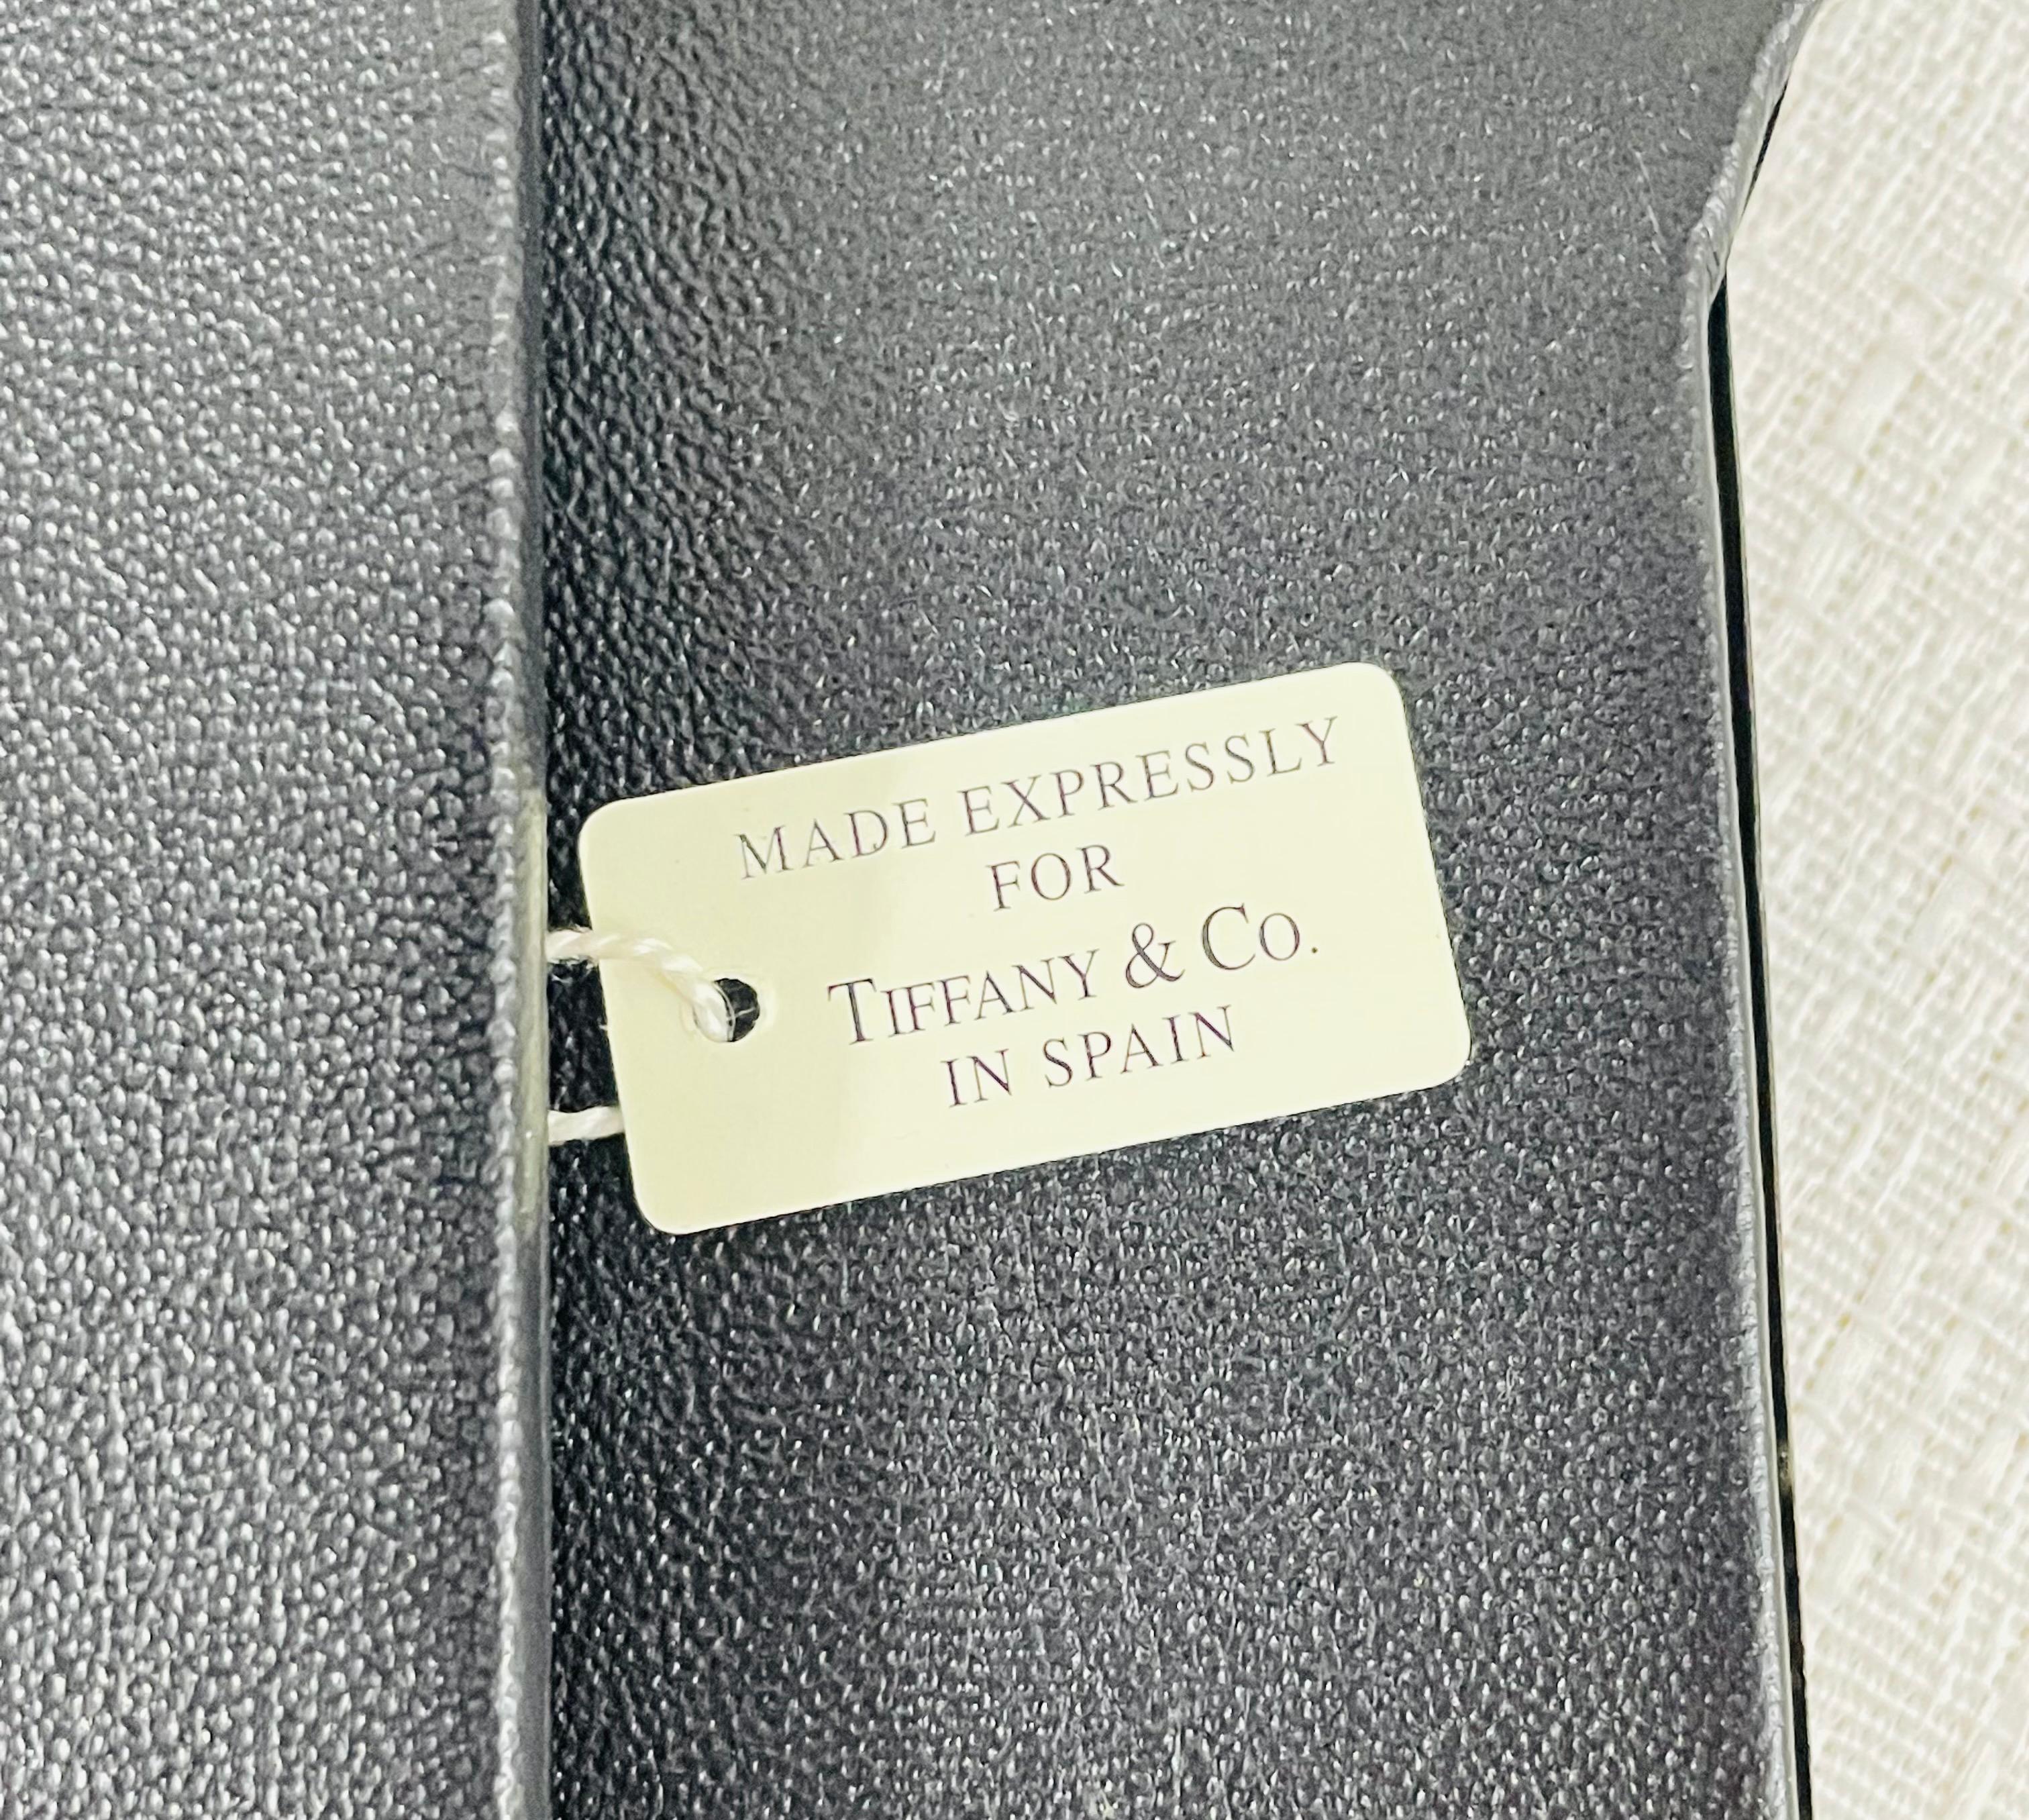 MADE EXPRESSLY
FOR
TIFFANY & CO.
IN SPAIN